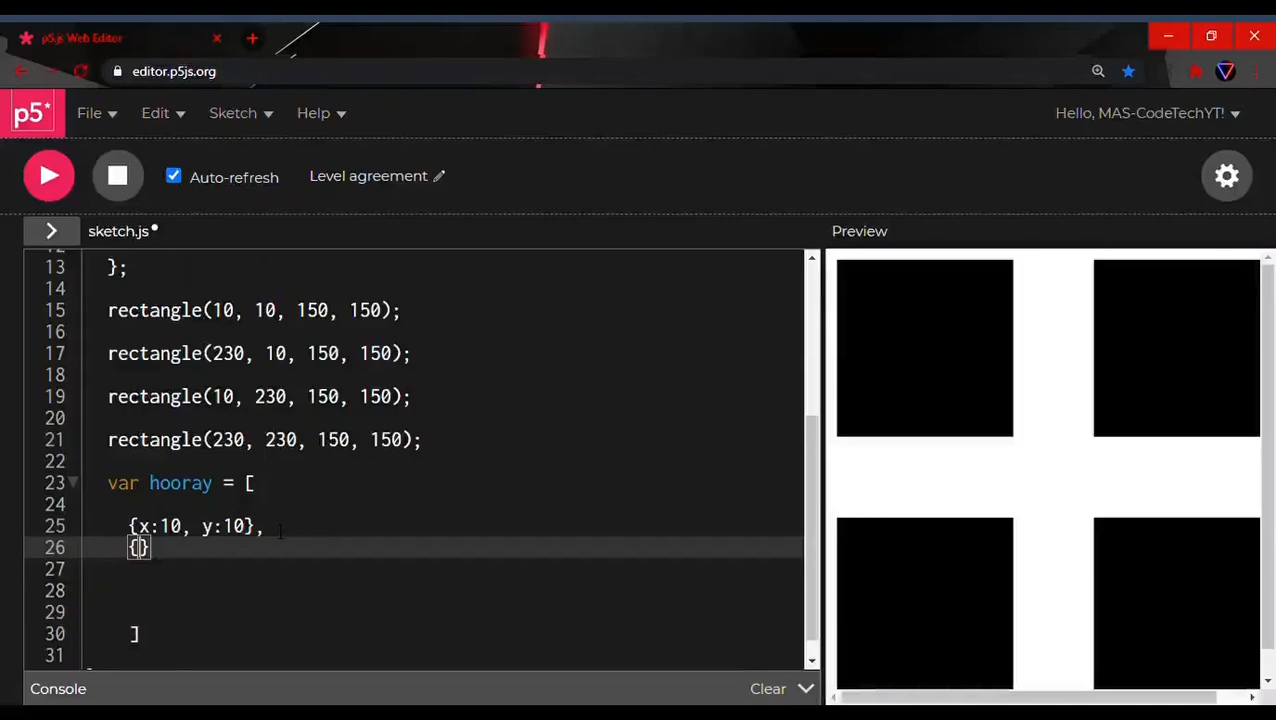 p5.js Web Editor
editor.p5js.org
p5* File Edit Sketch Help Hello, MAS-CodeTechYT!
Auto-refresh Level agreement
sketch.js Preview
13 };
14
15 rectangle(10, 10, 150, 150);
16
17 rectangle(230, 10, 150, 150);
18
19 rectangle(10, 230, 150, 150);
20
21 rectangle(230, 230, 150, 150);
22
23 var hooray = [
24
25 {x:10, y:10},
26 {}
27
28
29
30 ]
31
Console Clear